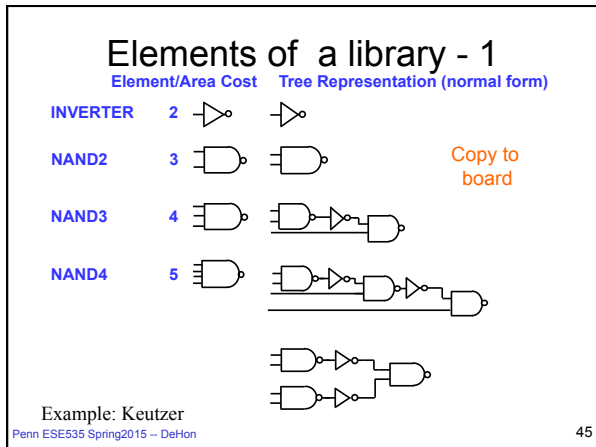 Elements of a library - 1
Element/Area Cost Tree Representation (normal form)
INVERTER 2
NAND2 3
Copy to
board
NAND3 4
NAND4 5
Example: Keutzer
Penn ESE535 Spring2015 -- DeHon 45